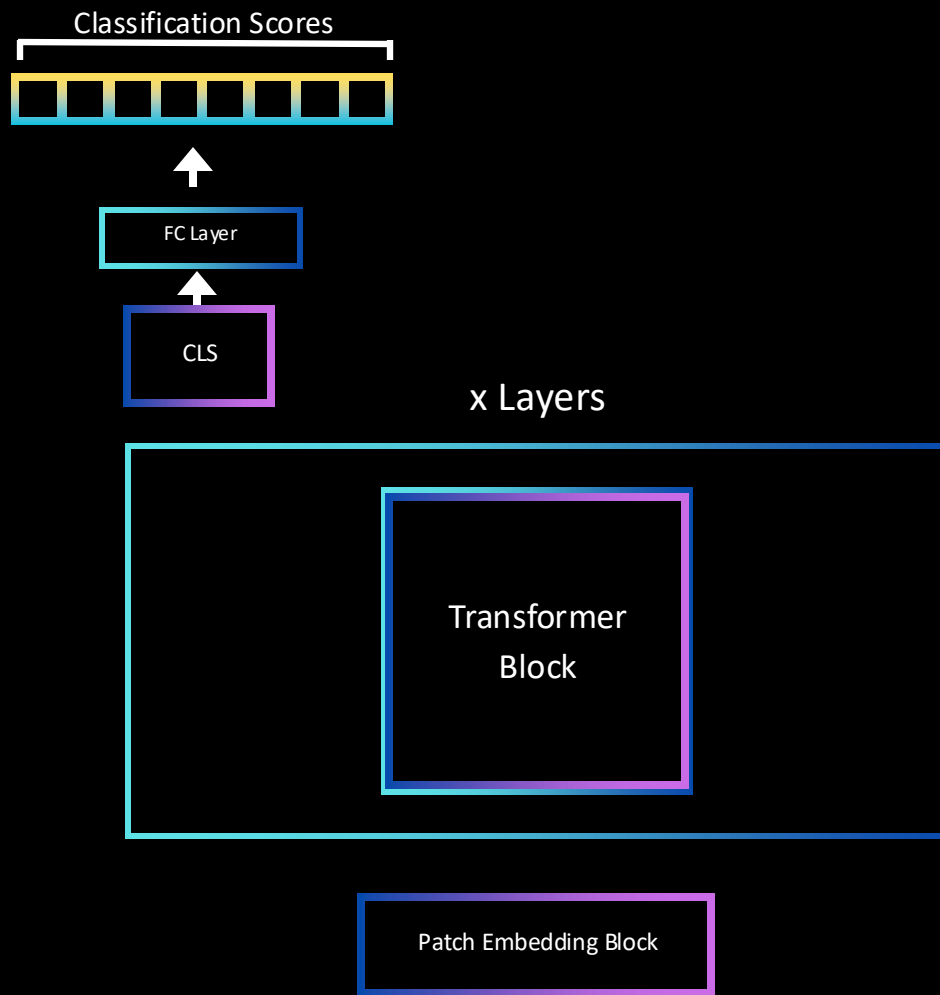 Classification Scores
FC Layer
CLS
x Layers
Transformer
Block
Patch Embedding Block